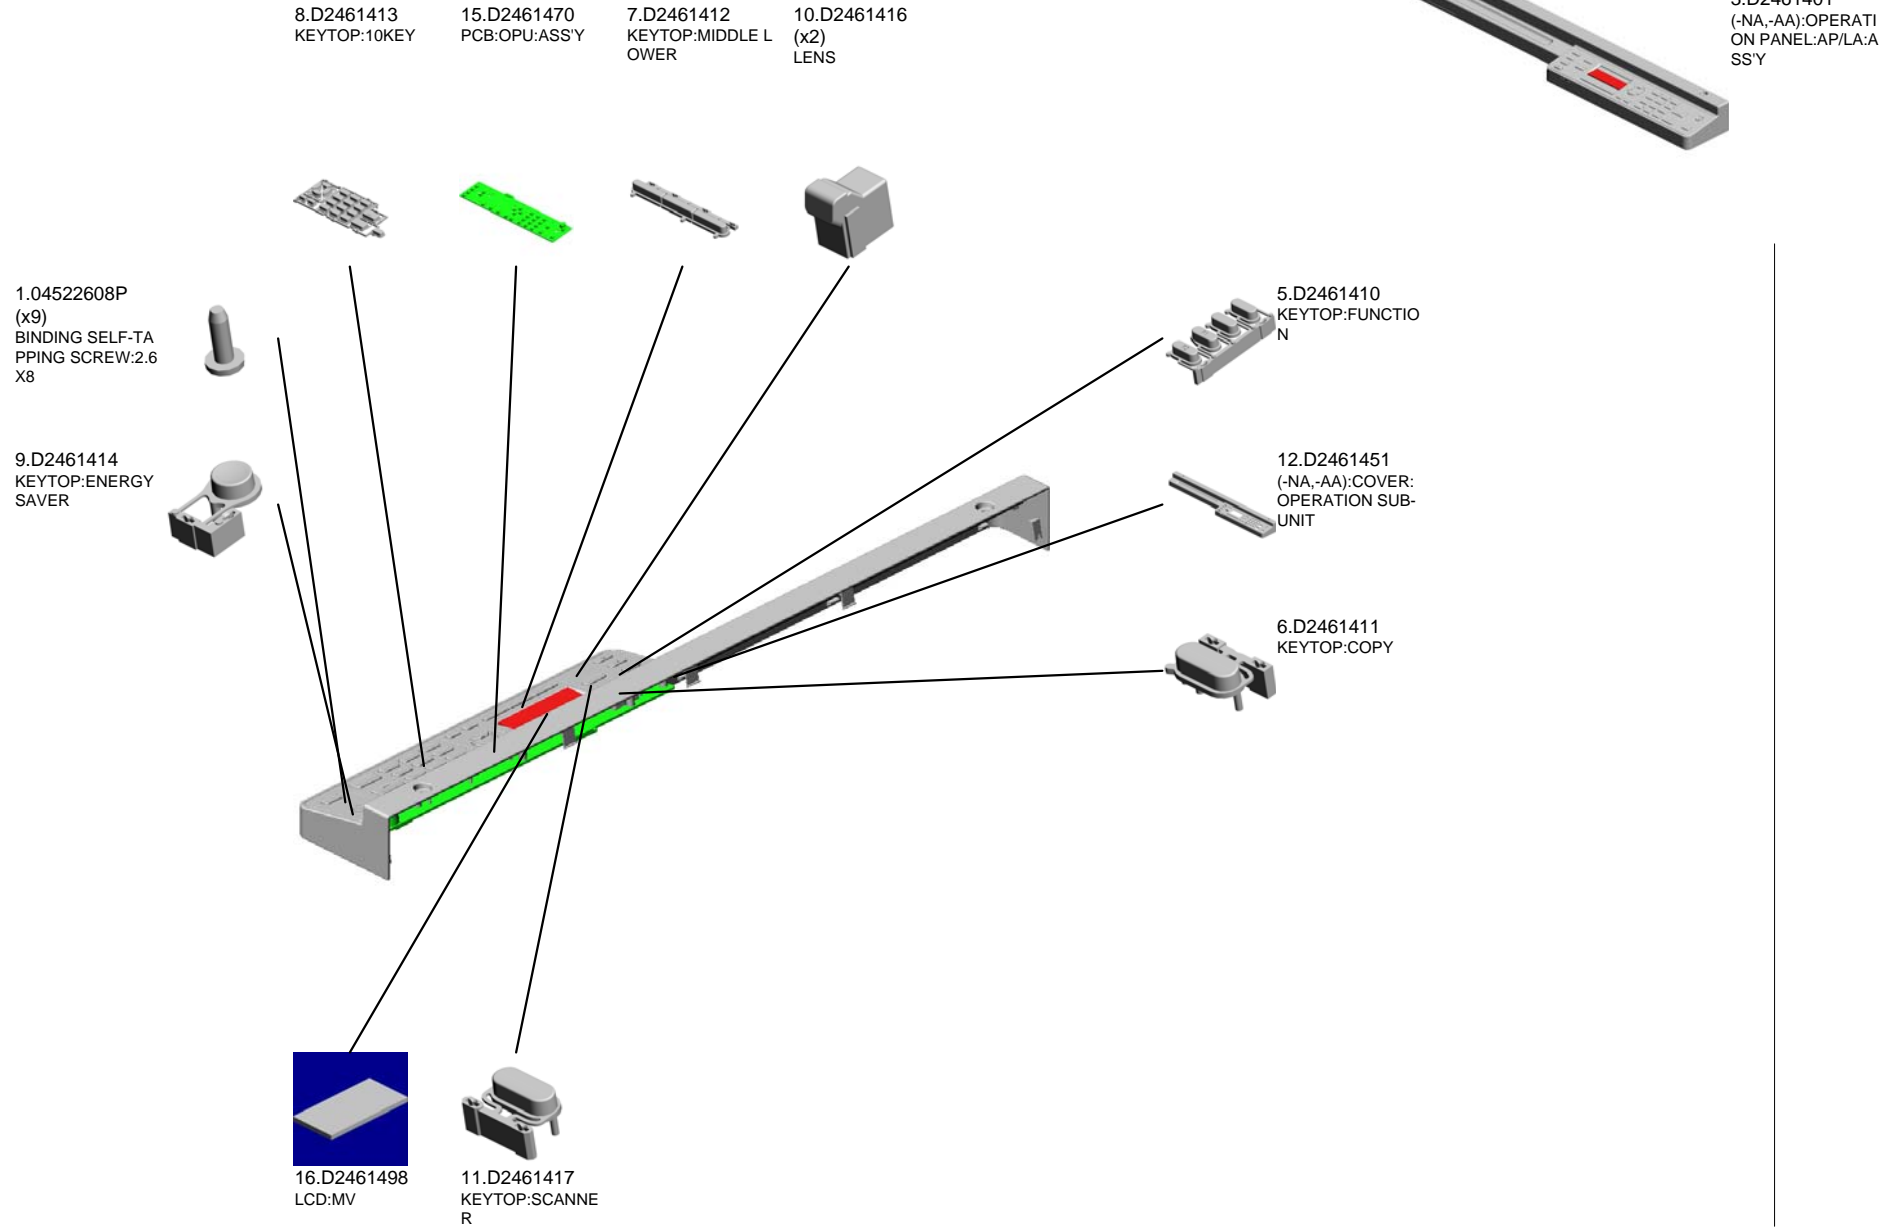 8.D2461413
KEYTOP:10KEY
15.D2461470
PCB:OPU:ASS'Y
7.D2461412
KEYTOP:MIDDLE L
OWER
10.D2461416
(x2)
LENS
(-NA,-AA):OPERATI
ON PANEL:AP/LA:A
SS'Y
1.04522608P
(x9)
BINDING SELF-TA
PPING SCREW:2.6
X8
9.D2461414
KEYTOP:ENERGY
SAVER
5.D2461410
KEYTOP:FUNCTIO
N
12.D2461451
(-NA,-AA):COVER:
OPERATION SUB-
UNIT
6.D2461411
KEYTOP:COPY
16.D2461498
LCD:MV
11.D2461417
KEYTOP:SCANNE
R